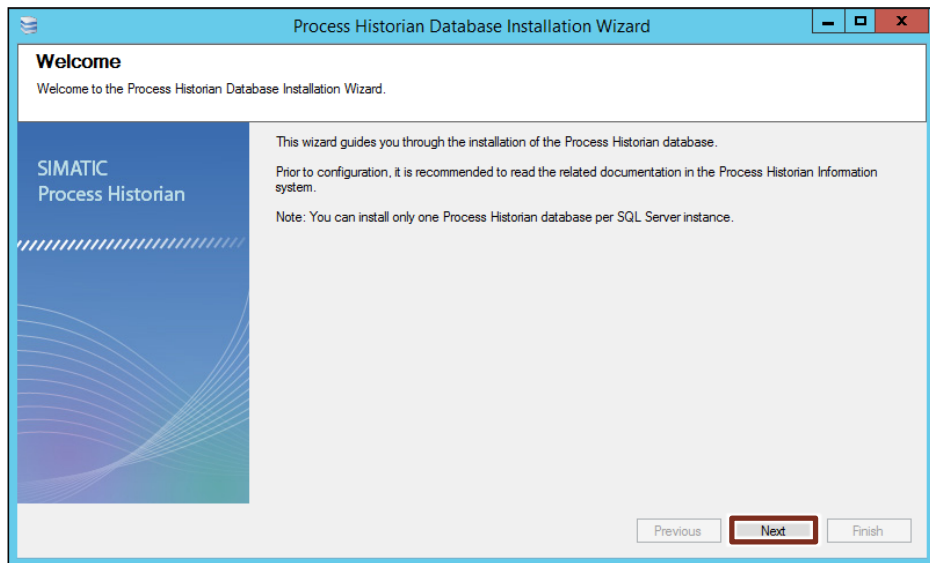 Process Historian Database Installation Wizard
Welcome
Welcome to the Process Historian Database Installation Wizard.
SIMATIC
Process Historian
This wizard guides you through the installation of the Process Historian database.
Prior to configuration, it is recommended to read the related documentation in the Process Historian Information
system.
Note: You can install only one Process Historian database per SQL Server instance.
Previous
Next
Finish